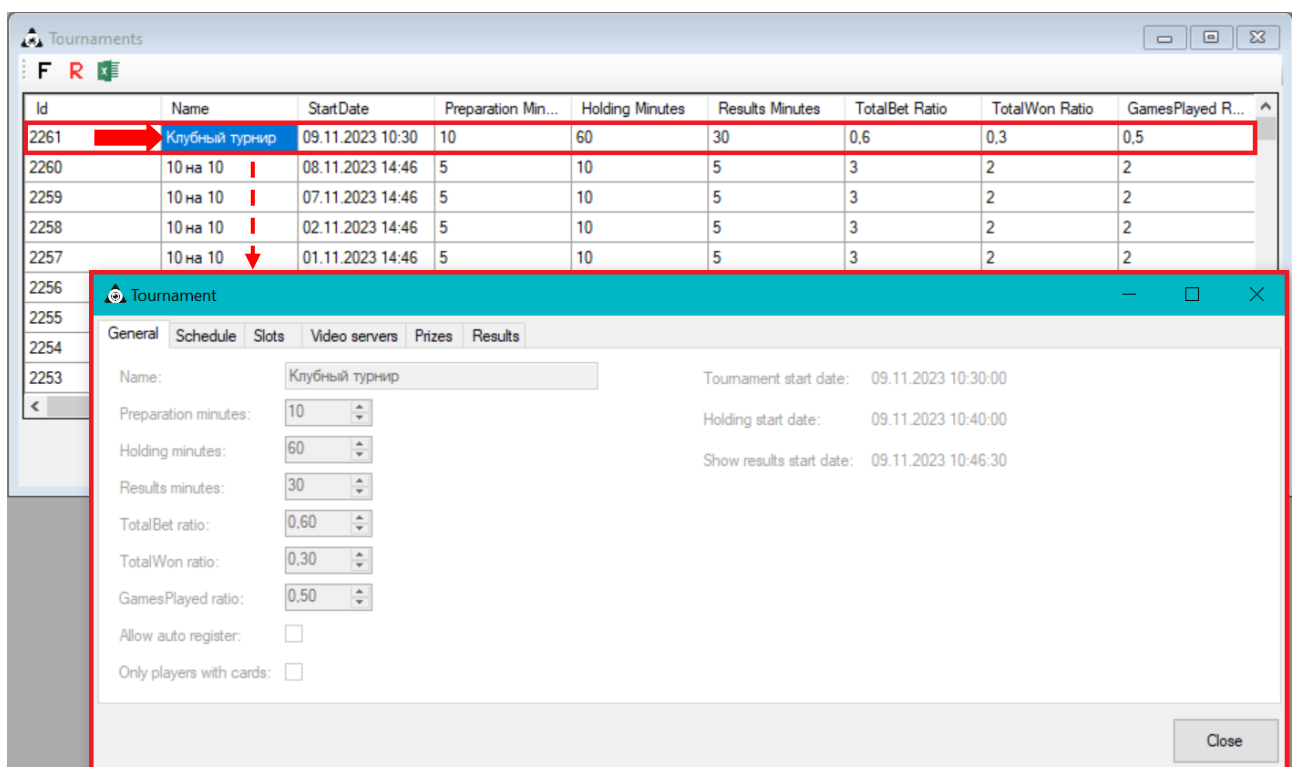 Tournaments
F R
Id Name StartDate Preparation Min... Holding Minutes Results Minutes TotalBet Ratio TotalWon Ratio GamesPlayed R...
2261 Клубный турнир 09.11.2023 10:30 10 60 30 0,6 0,3 0,5
2260 10 на 10 08.11.2023 14:46 5 10 5 3 2 2
2259 10 на 10 07.11.2023 14:46 5 10 5 3 2 2
2258 10 на 10 02.11.2023 14:46 5 10 5 3 2 2
2257 10 на 10 01.11.2023 14:46 5 10 5 3 2 2
2256
2255
2254
2253
Tournament
General Schedule Slots Video servers Prizes Results
Name: Клубный турнир Tournament start date: 09.11.2023 10:30:00
Preparation minutes: 10 Holding start date: 09.11.2023 10:40:00
Holding minutes: 60 Show results start date: 09.11.2023 10:46:30
Results minutes: 30
TotalBet ratio: 0,60
TotalWon ratio: 0,30
GamesPlayed ratio: 0,50
Allow auto register:
Only players with cards:
Close